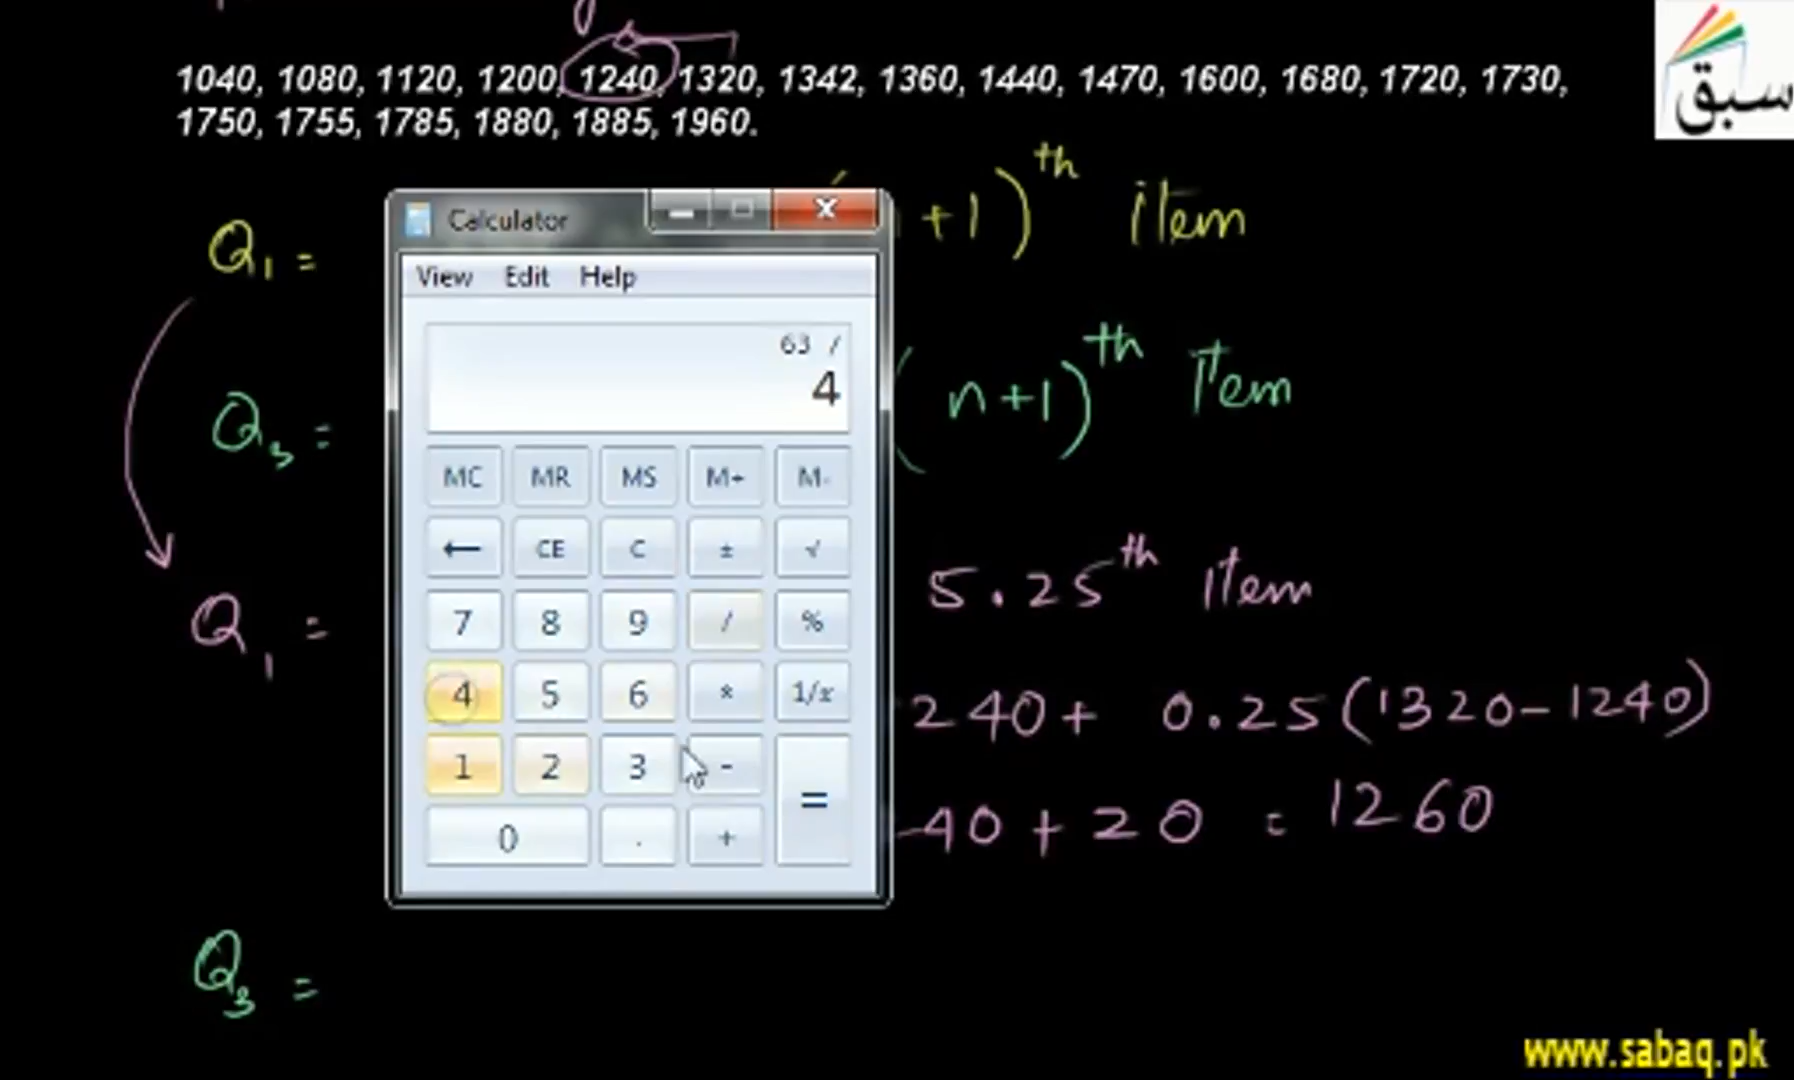 1040, 1080, 1120, 1200, 1240, 1320, 1342, 1360, 1440, 1470, 1600, 1680, 1720, 1730,
1750, 1755, 1785, 1880, 1885, 1960.
سبق
Q₁ = +1)ᵗʰ item
Calculator
View Edit Help
63 /
4
Q₃ = (n+1)ᵗʰ Item
MC MR MS M+ M-
← CE C ± √
7 8 9 / %
4 5 6 * 1/x
1 2 3 - =
0 . +
Q₁ = 5.25ᵗʰ Item
240+ 0.25(1320-1240)
40+20 = 1260
Q₃ =
www.sabaq.pk